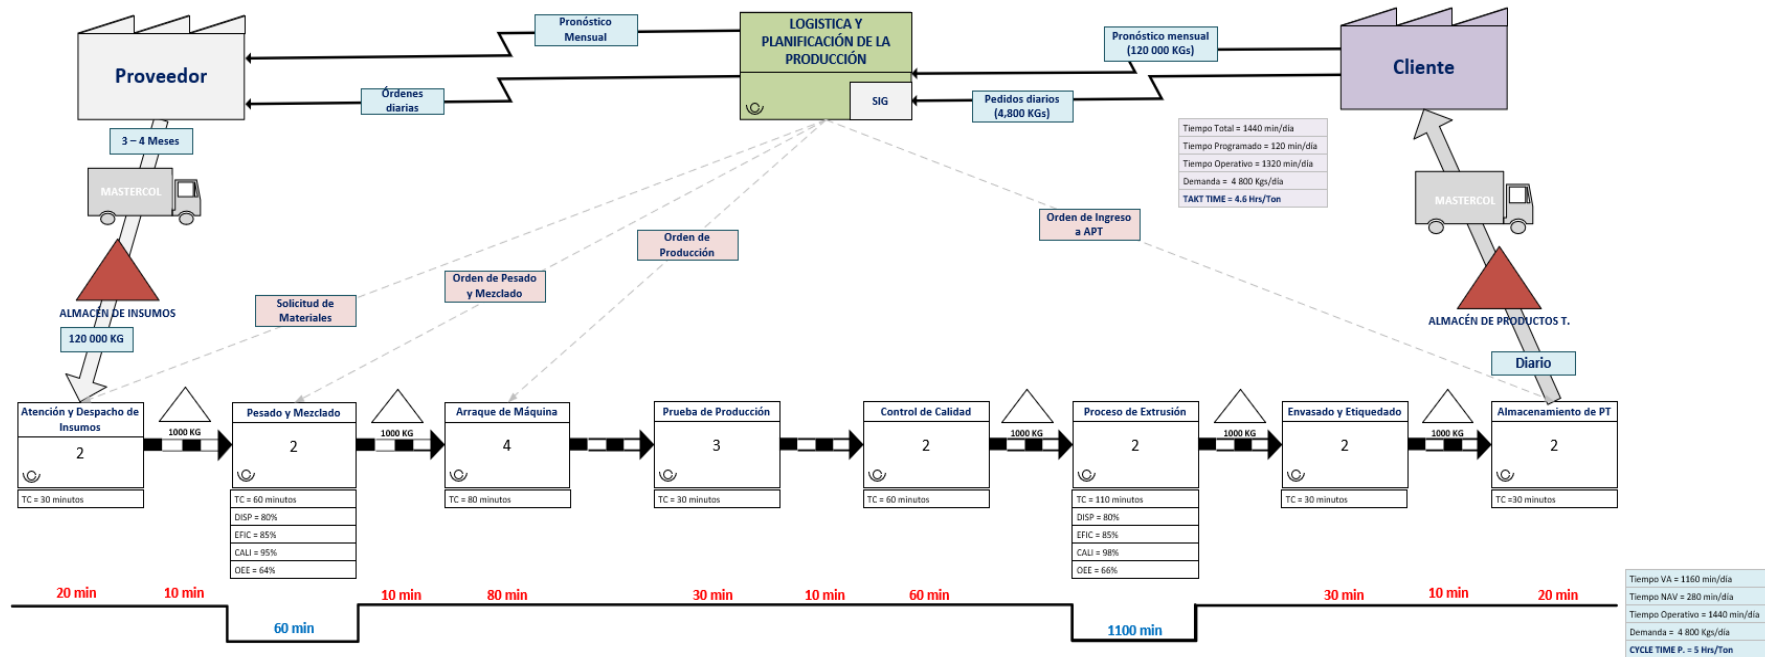 Proveedor
Pronóstico
Mensual
Órdenes
diarias
LOGISTICA Y
PLANIFICACIÓN DE LA
PRODUCCIÓN
SIG
Pronóstico mensual
(120 000 KGs)
Pedidos diarios
(4,800 KGs)
Cliente
3 – 4 Meses
MASTERCOL
ALMACÉN DE INSUMOS
120 000 KG
Tiempo Total = 1440 min/día
Tiempo Programado = 120 min/día
Tiempo Operativo = 1320 min/día
Demanda = 4 800 Kgs/día
TAKT TIME = 4.6 Hrs/Ton
MASTERCOL
ALMACÉN DE PRODUCTOS T.
Diario
Solicitud de
Materiales
Orden de Pesado
y Mezclado
Orden de
Producción
Orden de Ingreso
a APT
Atención y Despacho de
Insumos
2
TC = 30 minutos
1000 KG
Pesado y Mezclado
2
TC = 60 minutos
DISP = 80%
EFIC = 85%
CALI = 95%
OEE = 64%
1000 KG
Arraque de Máquina
4
TC = 80 minutos
Prueba de Producción
3
TC = 30 minutos
Control de Calidad
2
TC = 60 minutos
1000 KG
Proceso de Extrusión
2
TC = 110 minutos
DISP = 80%
EFIC = 85%
CALI = 98%
OEE = 66%
1000 KG
Envasado y Etiquedado
2
TC = 30 minutos
1000 KG
Almacenamiento de PT
2
TC =30 minutos
20 min
10 min
60 min
10 min
80 min
30 min
10 min
60 min
1100 min
30 min
10 min
20 min
Tiempo VA = 1160 min/día
Tiempo NAV = 280 min/día
Tiempo Operativo = 1440 min/día
Demanda = 4 800 Kgs/día
CYCLE TIME P. = 5 Hrs/Ton